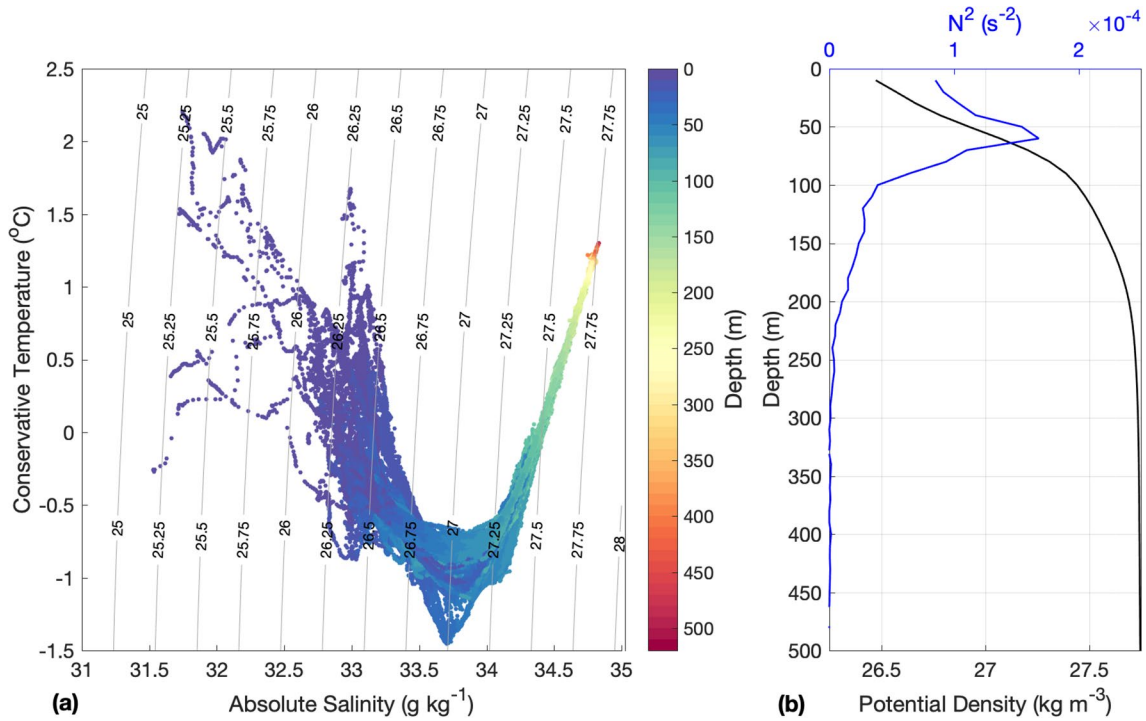 Conservative Temperature (°C)
2.5
2
1.5
1
0.5
0
-0.5
-1
-1.5
25 25.25 25.5 25.75 26 26.25 26.5 26.75 27 27.25 27.5 27.75
25 25.25 25.5 25.75 26 26.25 26.5 26.75 27 27.25 27.5 27.75
25 25.25 25.5 25.75 26 26.25 26.5 26.75 27 27.25 27.5 27.75 28
31 31.5 32 32.5 33 33.5 34 34.5 35
(a)
Absolute Salinity (g kg⁻¹)
0
50
100
150
200
250
300
350
400
450
500
Depth (m)
N² (s⁻²)
×10⁻⁴
0 1 2
Depth (m)
0
50
100
150
200
250
300
350
400
450
500
26.5 27 27.5
(b)
Potential Density (kg m⁻³)